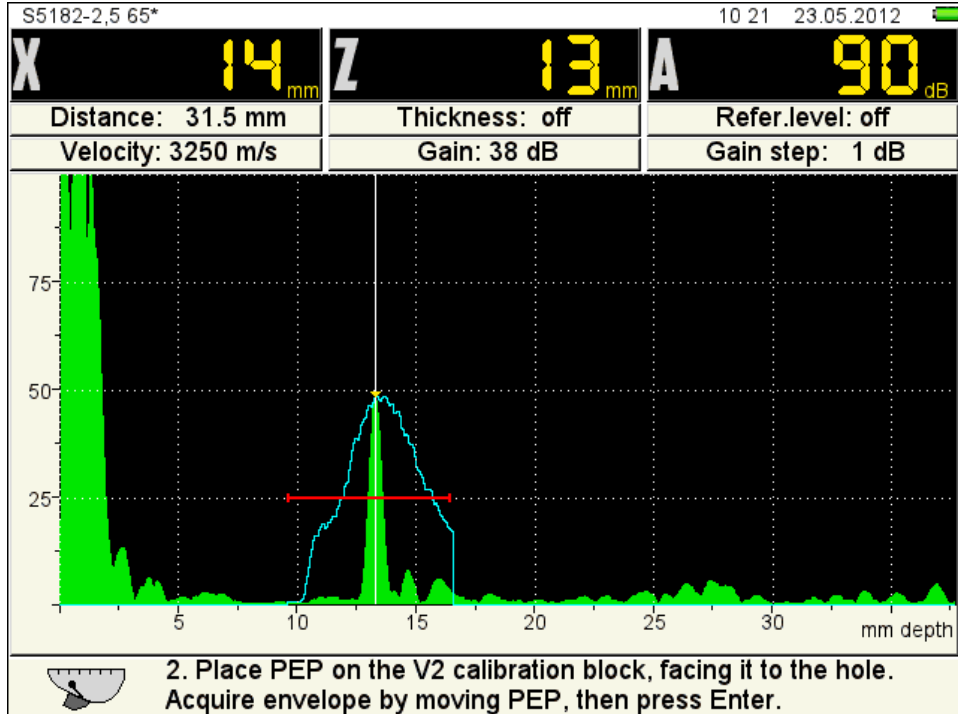 S5182-2,5 65* 10 21 23.05.2012
X 14 mm Z 13 mm A 90 dB
Distance: 31.5 mm Thickness: off Refer.level: off
Velocity: 3250 m/s Gain: 38 dB Gain step: 1 dB
75
50
25
5 10 15 20 25 30 mm depth
2. Place PEP on the V2 calibration block, facing it to the hole.
Acquire envelope by moving PEP, then press Enter.